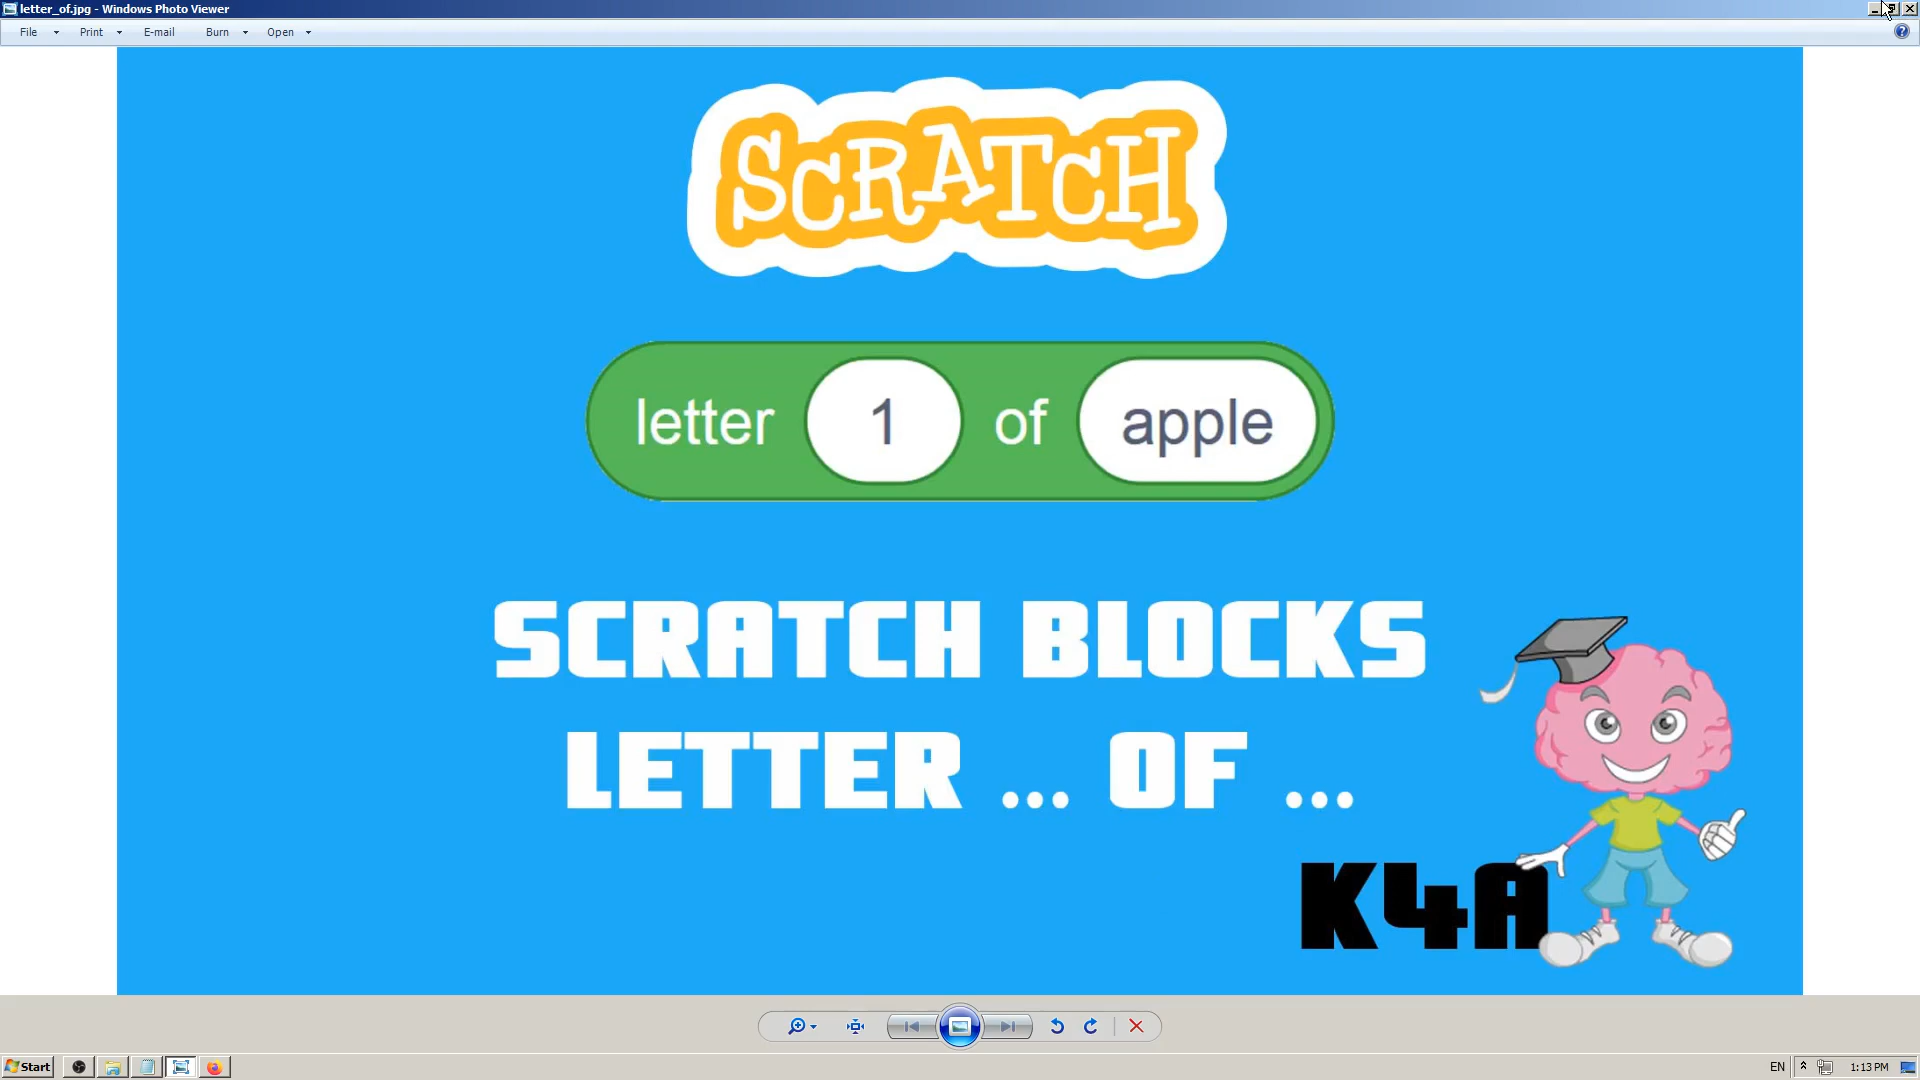 letter_of.jpg - Windows Photo Viewer
File Print E-mail Burn Open
SCRATCH
letter 1 of apple
SCRATCH BLOCKS
LETTER ... OF ...
K4A
Start EN 1:13 PM